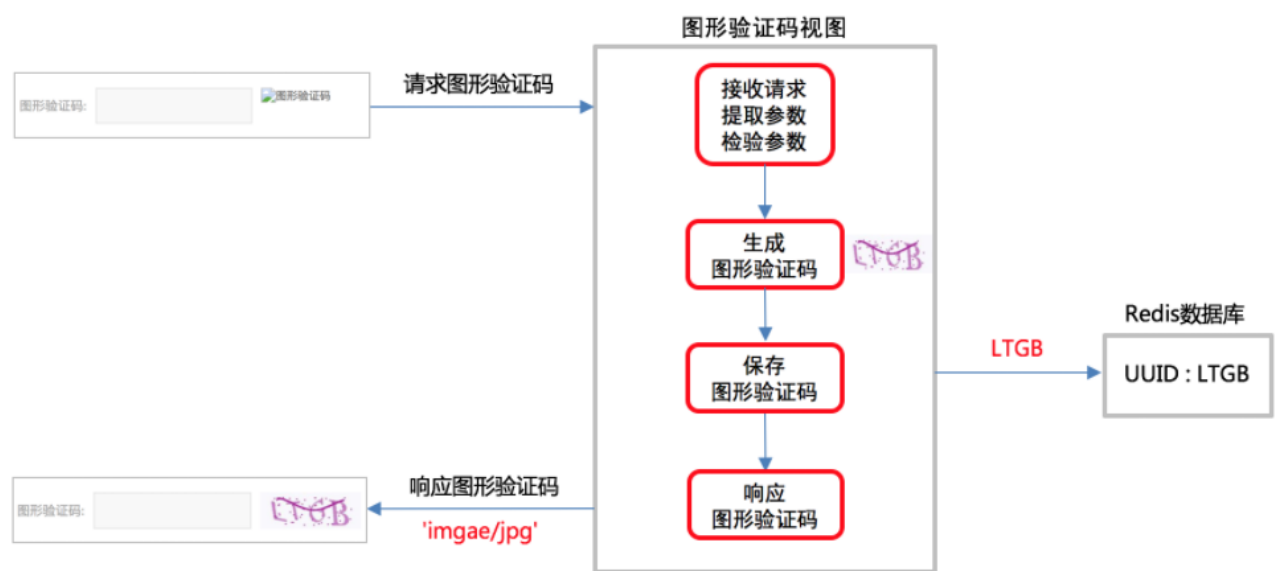 图形验证码视图
请求图形验证码
图形验证码:
图形验证码
接收请求
提取参数
检验参数
生成
图形验证码
LTGB
保存
图形验证码
LTGB
Redis数据库
UUID : LTGB
响应
图形验证码
响应图形验证码
'imgae/jpg'
图形验证码:
LTGB